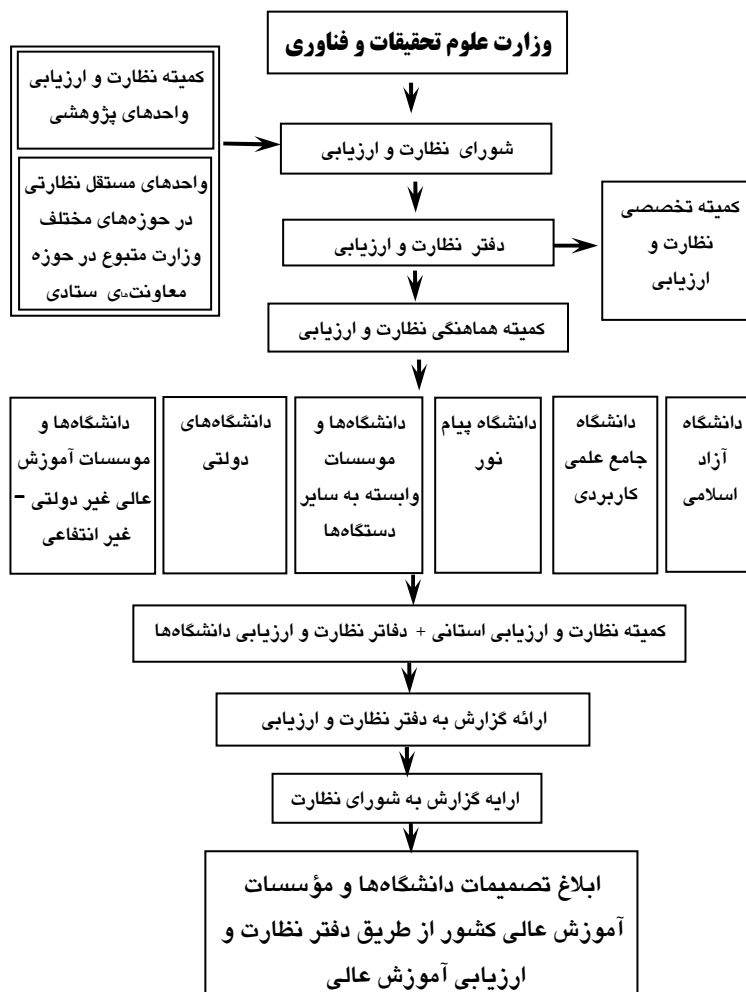 وزارت علوم تحقیقات و فناوری
کمیته نظارت و ارزیابی
واحدهای پژوهشی
شورای نظارت و ارزیابی
واحدهای مستقل نظارتی
در حوزه‌های مختلف
وزارت متبوع در حوزه
معاونت‌های ستادی
دفتر نظارت و ارزیابی
کمیته تخصصی
نظارت و
ارزیابی
کمیته هماهنگی نظارت و ارزیابی
دانشگاه
آزاد
اسلامی
دانشگاه
جامع علمی
کاربردی
دانشگاه پیام
نور
دانشگاه‌ها و
موسسات
وابسته به سایر
دستگاه‌ها
دانشگاه‌های
دولتی
دانشگاه‌ها و
موسسات آموزش
عالی غیر دولتی –
غیر انتفاعی
کمیته نظارت و ارزیابی استانی + دفاتر نظارت و ارزیابی دانشگاه‌ها
ارائه گزارش به دفتر نظارت و ارزیابی
ارایه گزارش به شورای نظارت
ابلاغ تصمیمات دانشگاه‌ها و مؤسسات
آموزش عالی کشور از طریق دفتر نظارت و
ارزیابی آموزش عالی